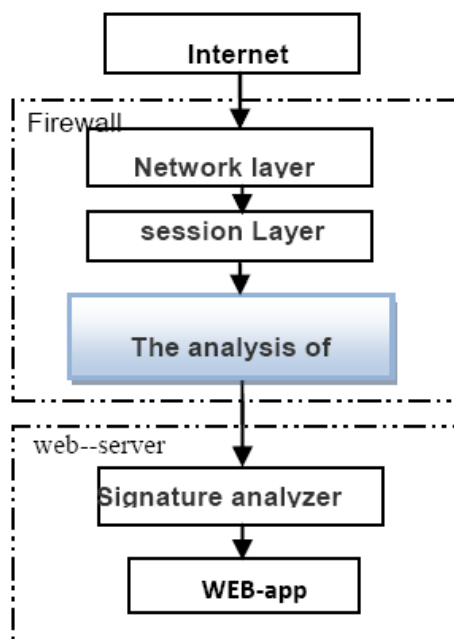 Internet
Firewall
Network layer
session Layer
The analysis of
web--server
Signature analyzer
WEB-app